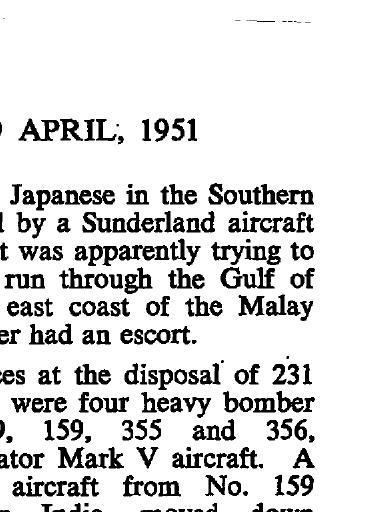 APRIL, 1951
Japanese in the Southern
by a Sunderland aircraft
was apparently trying to
run through the Gulf of
east coast of the Malay
er had an escort.
ces at the disposal of 231
were four heavy bomber
9, 159, 355 and 356,
ator Mark V aircraft. A
aircraft from No. 159
India moved down